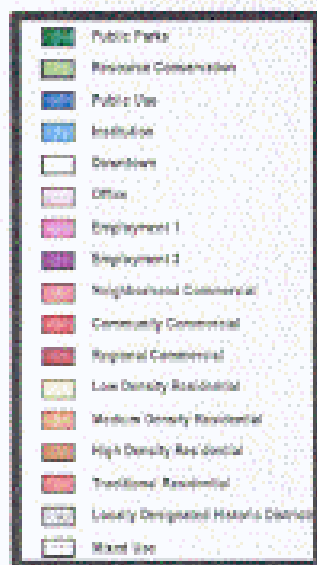 Public Parks
Resource Conservation
Public Use
Institution
Downtown
Office
Employment 1
Employment 2
Neighborhood Commercial
Community Commercial
Regional Commercial
Low Density Residential
Medium Density Residential
High Density Residential
Traditional Residential
Locally Designated Historic Districts
Mixed Use